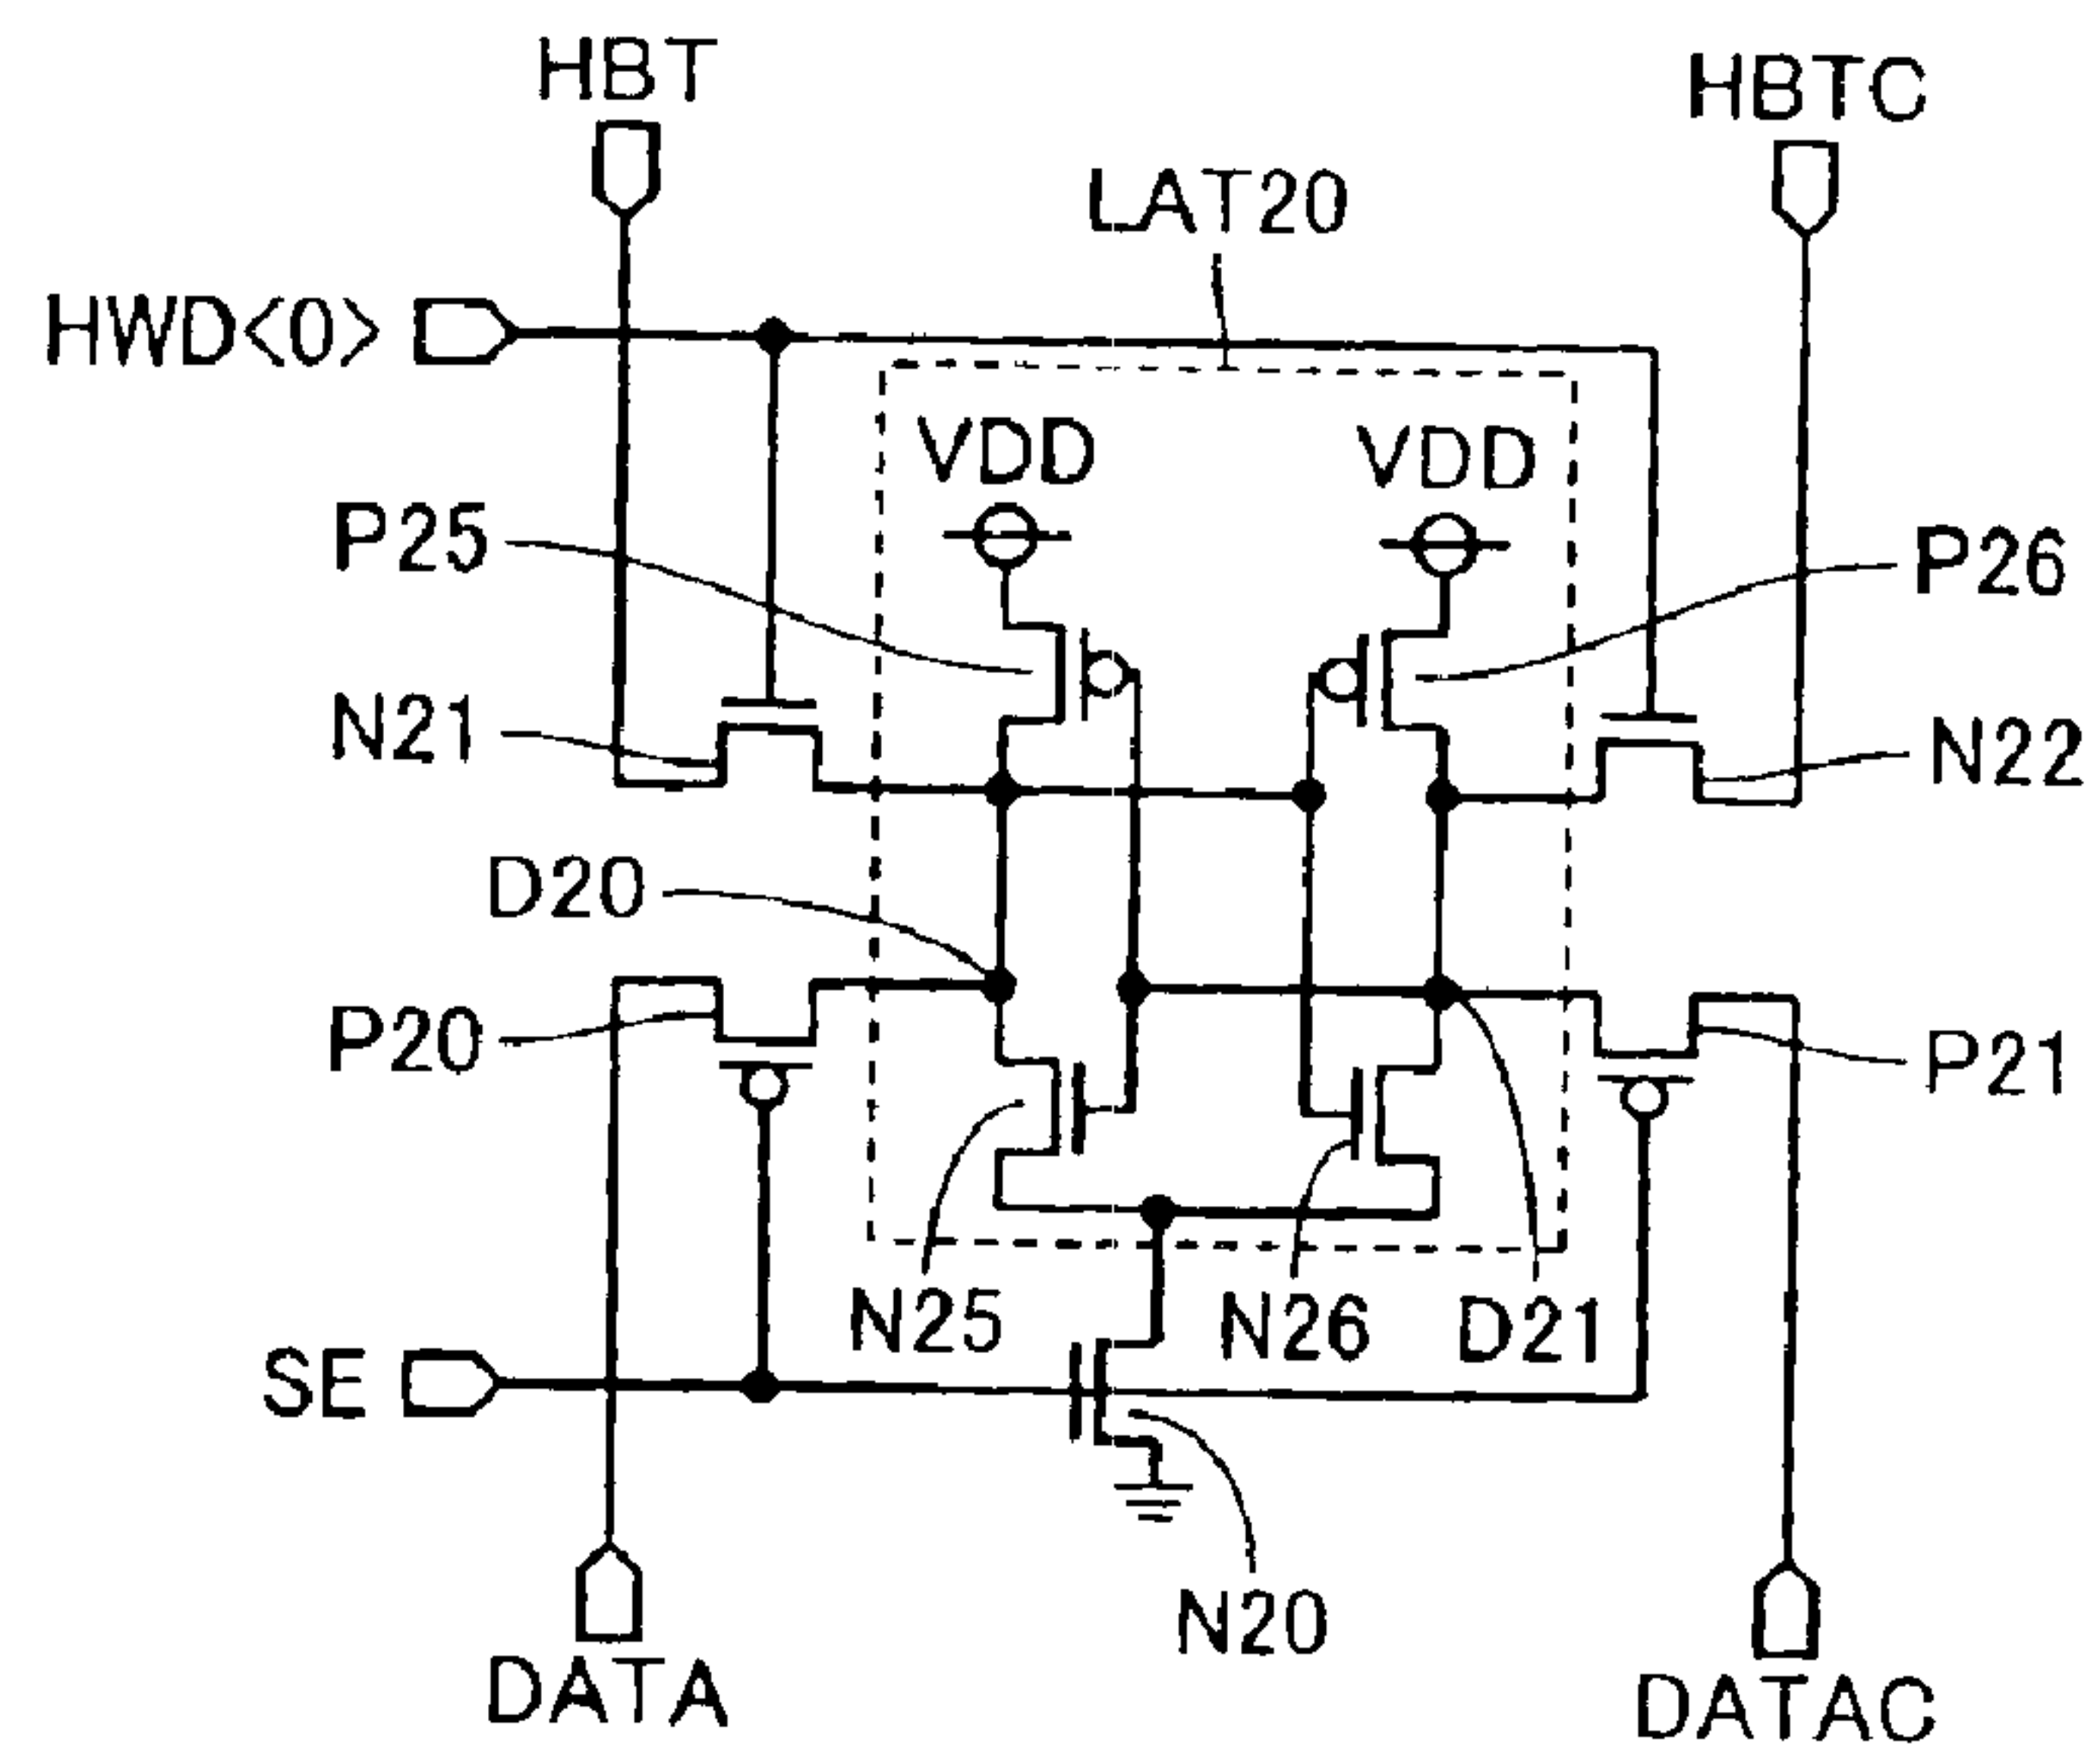 HBT
HBTC
LAT20
HWD<0>
VDD
VDD
P25
P26
N21
N22
D20
P20
P21
N25
N26
D21
SE
N20
DATA
DATAC